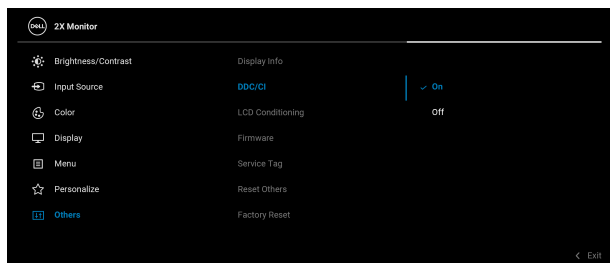 DELL 2X Monitor
Brightness/Contrast Display Info
Input Source DDC/CI On
Color LCD Conditioning Off
Display Firmware
Menu Service Tag
Personalize Reset Others
Others Factory Reset
Exit